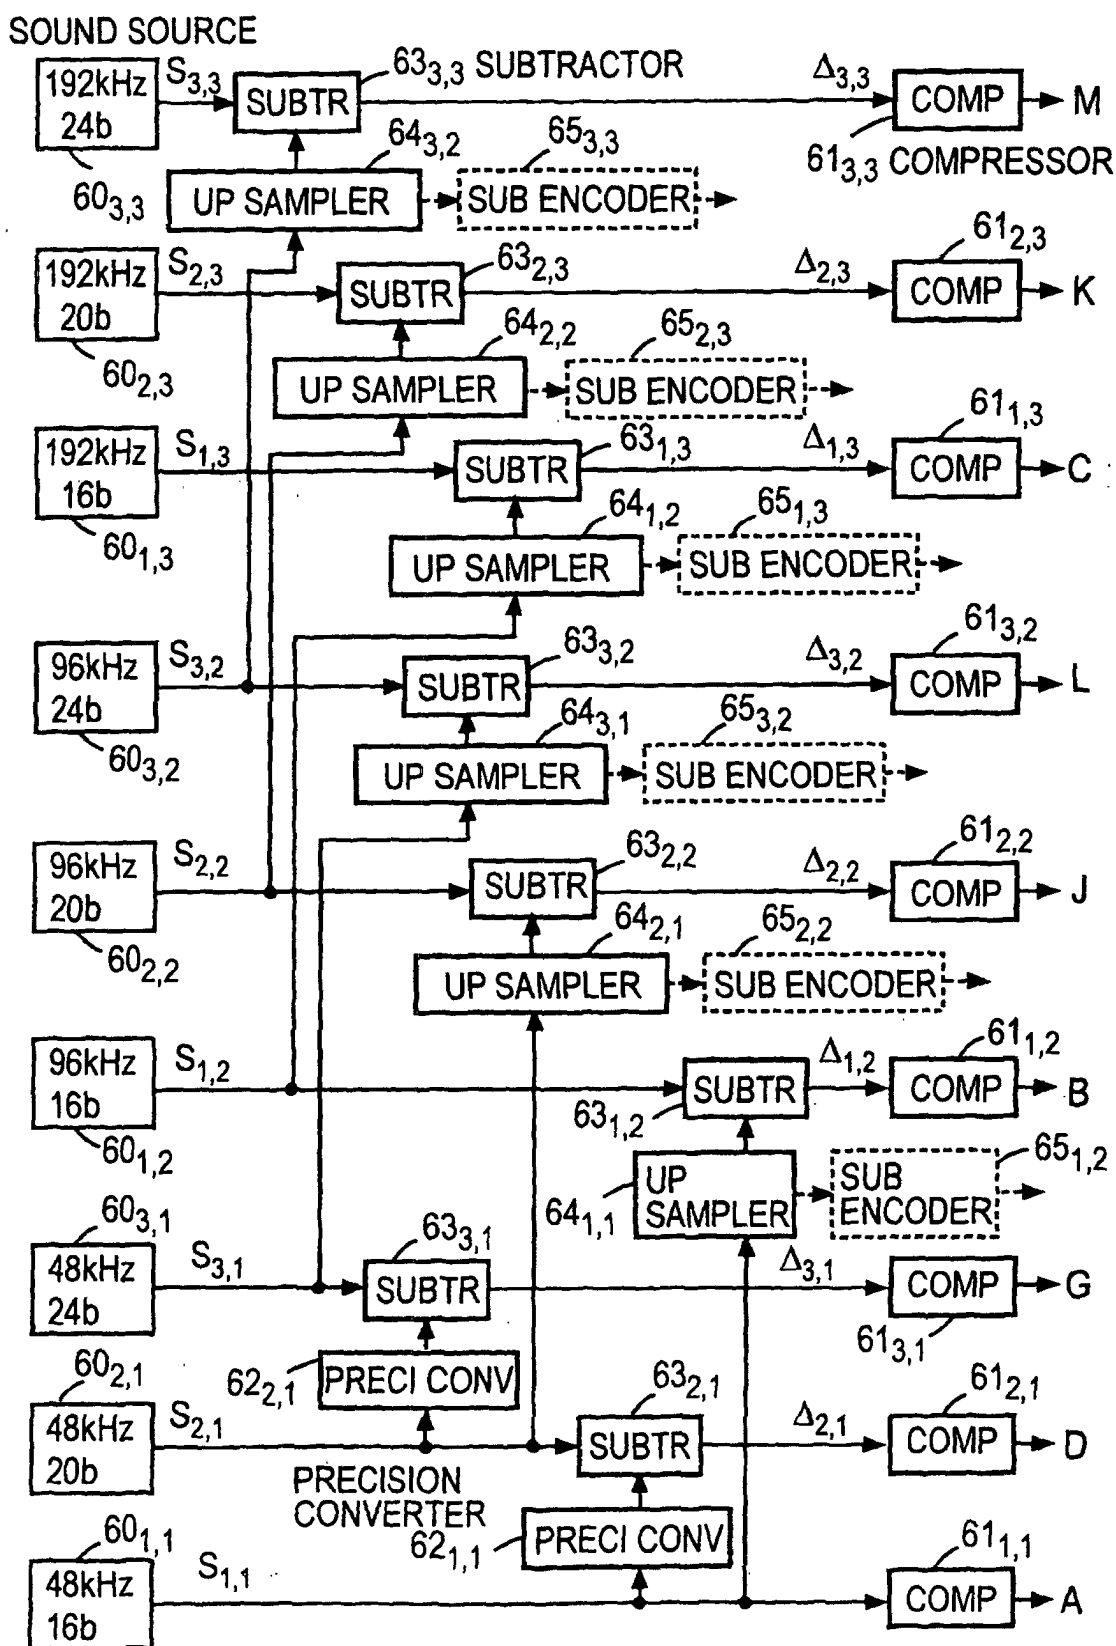 SOUND SOURCE
192kHz
24b
S3,3
SUBTR
633,3 SUBTRACTOR
Δ3,3
COMP
M
613,3 COMPRESSOR
603,3
643,2
UP SAMPLER
653,3
SUB ENCODER
192kHz
20b
S2,3
SUBTR
632,3
Δ2,3
612,3
COMP
K
602,3
642,2
UP SAMPLER
652,3
SUB ENCODER
192kHz
16b
S1,3
SUBTR
631,3
Δ1,3
611,3
COMP
C
601,3
641,2
UP SAMPLER
651,3
SUB ENCODER
96kHz
24b
S3,2
SUBTR
633,2
Δ3,2
613,2
COMP
L
603,2
643,1
UP SAMPLER
653,2
SUB ENCODER
96kHz
20b
S2,2
SUBTR
632,2
Δ2,2
612,2
COMP
J
602,2
642,1
UP SAMPLER
652,2
SUB ENCODER
96kHz
16b
S1,2
SUBTR
631,2
Δ1,2
611,2
COMP
B
601,2
UP
SAMPLER
641,1
SUB
ENCODER
651,2
603,1
48kHz
24b
S3,1
633,1
SUBTR
Δ3,1
COMP
G
613,1
622,1
PRECI CONV
602,1
48kHz
20b
S2,1
632,1
SUBTR
Δ2,1
612,1
COMP
D
PRECISION
CONVERTER
621,1
PRECI CONV
601,1
48kHz
16b
S1,1
611,1
COMP
A